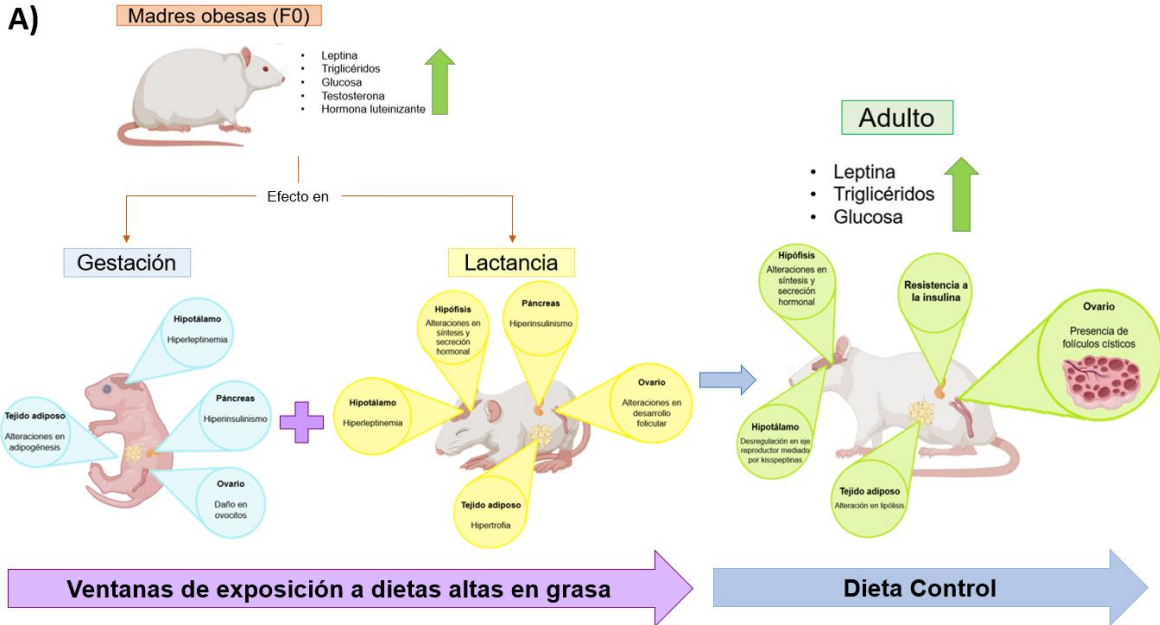 A)
Madres obesas (F0)
• Leptina
• Triglicéridos
• Glucosa
• Testosterona
• Hormona luteinizante
Efecto en
Gestación
Hipotálamo
Hiperleptinemia
Páncreas
Hiperinsulinismo
Tejido adiposo
Alteraciones en
adipogénesis
Ovario
Daño en
ovocitos
Lactancia
Hipófisis
Alteraciones en
síntesis y
secreción
hormonal
Páncreas
Hiperinsulinismo
Hipotálamo
Hiperleptinemia
Ovario
Alteraciones en
desarrollo
folicular
Tejido adiposo
Hipertrofia
Adulto
• Leptina
• Triglicéridos
• Glucosa
Hipófisis
Alteraciones en
síntesis y
secreción
hormonal
Resistencia a
la insulina
Ovario
Presencia de
folículos císticos
Hipotálamo
Desregulación en eje
reproductor mediado
por kisspeptinas
Tejido adiposo
Alteración en lipólisis
Ventanas de exposición a dietas altas en grasa
Dieta Control